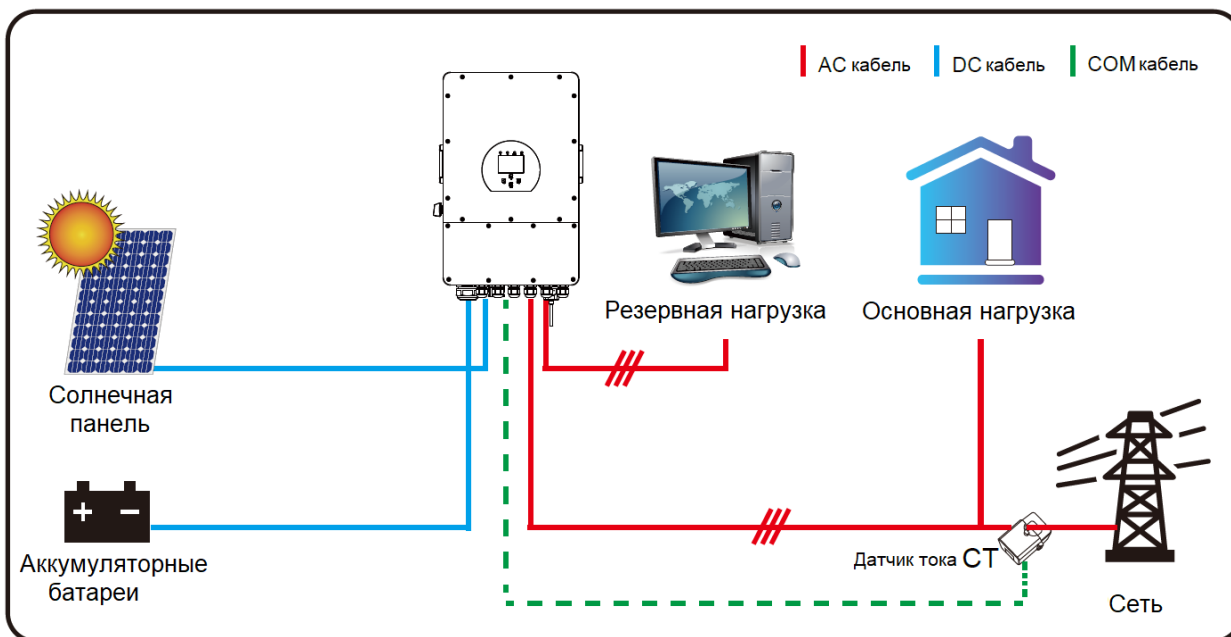 AC кабель
DC кабель
COM кабель
Резервная нагрузка
Основная нагрузка
Солнечная
панель
+ −
Аккумуляторные
батареи
Датчик тока CT
Сеть